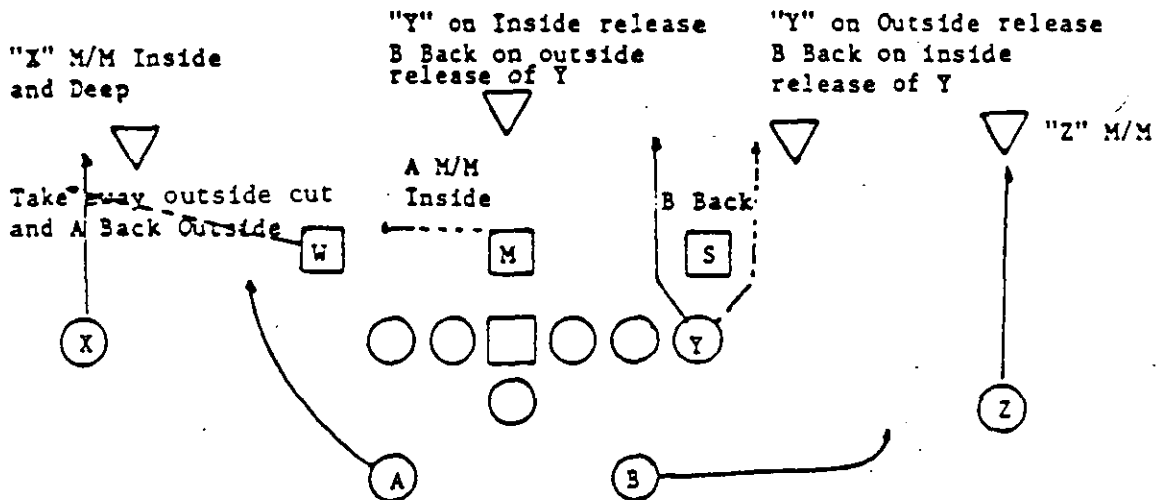 "X" M/M Inside
and Deep
"Y" on Inside release
B Back on outside
release of Y
"Y" on Outside release
B Back on inside
release of Y
"Z" M/M
Take away outside cut
and A Back Outside
A M/M
Inside
B Back
W
M
S
X
Y
Z
A
B